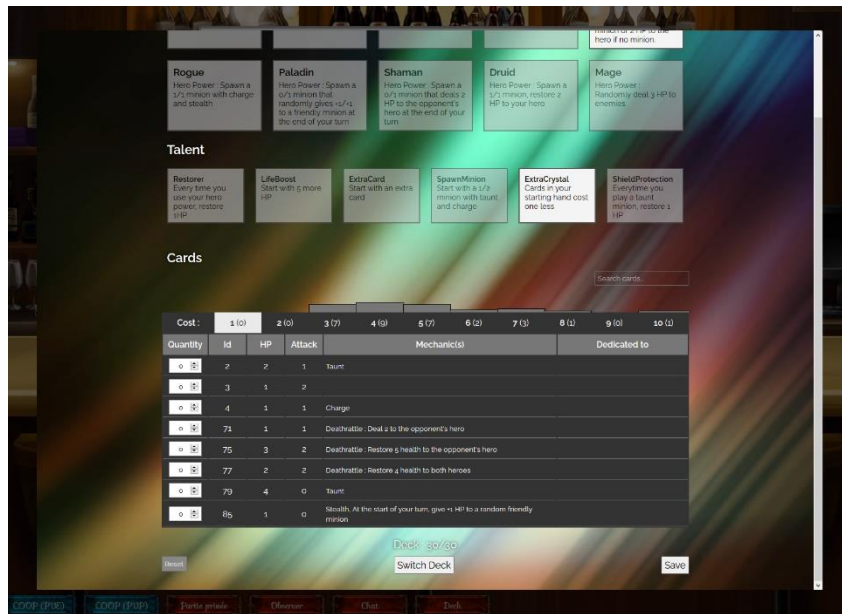 minion or 2 HP to the
hero if no minion.
Rogue
Hero Power : Spawn a
1/1 minion with charge
and stealth
Paladin
Hero Power : Spawn a
0/1 minion that
randomly gives +1/+1
to a friendly minion at
the end of your turn
Shaman
Hero Power : Spawn a
0/1 minion that deals 2
HP to the opponent's
hero at the end of your
turn
Druid
Hero Power : Spawn a
1/1 minion, restore 2
HP to your hero
Mage
Hero Power :
Randomly deal 3 HP to
enemies.
Talent
Restorer
Every time you
use your hero
power, restore
1HP
LifeBoost
Start with 5 more
HP
ExtraCard
Start with an extra
card
SpawnMinion
Start with a 1/2
minion with taunt
and charge
ExtraCrystal
Cards in your
starting hand cost
one less
ShieldProtection
Everytime you
play a taunt
minion, restore 1
HP
Cards
Search cards...
Cost : 1 (0) 2 (0) 3 (7) 4 (9) 5 (7) 6 (2) 7 (3) 8 (1) 9 (0) 10 (1)
Quantity Id HP Attack Mechanic(s) Dedicated to
0 2 2 1 Taunt
0 3 1 2
0 4 1 1 Charge
0 71 1 1 Deathrattle : Deal 2 to the opponent's hero
0 75 3 2 Deathrattle : Restore 5 health to the opponent's hero
0 77 2 2 Deathrattle : Restore 4 health to both heroes
0 79 4 0 Taunt
0 85 1 0 Stealth, At the start of your turn, give +1 HP to a random friendly
minion
Deck : 30/30
Reset Switch Deck Save
COOP (PVE) COOP (PVP) Partie privée Observer Chat Deck